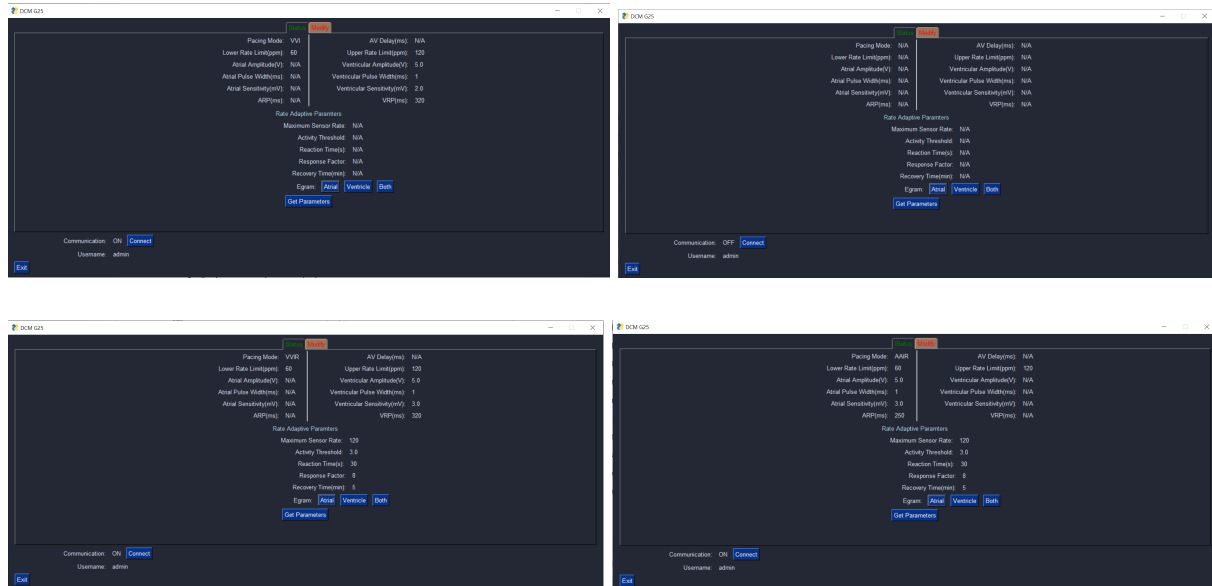 DCM G25
Status Modify
Pacing Mode: VVI AV Delay(ms): N/A
Lower Rate Limit(ppm): 60 Upper Rate Limit(ppm): 120
Atrial Amplitude(V): N/A Ventricular Amplitude(V): 5.0
Atrial Pulse Width(ms): N/A Ventricular Pulse Width(ms): 1
Atrial Sensitivity(mV): N/A Ventricular Sensitivity(mV): 2.0
ARP(ms): N/A VRP(ms): 320
Rate Adaptive Paramters
Maximum Sensor Rate: N/A
Activity Threshold: N/A
Reaction Time(s): N/A
Response Factor: N/A
Recovery Time(min): N/A
Egram: Atrial Ventricle Both
Get Parameters
Communication: ON Connect
Username: admin
Exit
DCM G25
Status Modify
Pacing Mode: N/A AV Delay(ms): N/A
Lower Rate Limit(ppm): N/A Upper Rate Limit(ppm): N/A
Atrial Amplitude(V): N/A Ventricular Amplitude(V): N/A
Atrial Pulse Width(ms): N/A Ventricular Pulse Width(ms): N/A
Atrial Sensitivity(mV): N/A Ventricular Sensitivity(mV): N/A
ARP(ms): N/A VRP(ms): N/A
Rate Adaptive Paramters
Maximum Sensor Rate: N/A
Activity Threshold: N/A
Reaction Time(s): N/A
Response Factor: N/A
Recovery Time(min): N/A
Egram: Atrial Ventricle Both
Get Parameters
Communication: OFF Connect
Username: admin
Exit
DCM G25
Status Modify
Pacing Mode: VVIR AV Delay(ms): N/A
Lower Rate Limit(ppm): 60 Upper Rate Limit(ppm): 120
Atrial Amplitude(V): N/A Ventricular Amplitude(V): 5.0
Atrial Pulse Width(ms): N/A Ventricular Pulse Width(ms): 1
Atrial Sensitivity(mV): N/A Ventricular Sensitivity(mV): 3.0
ARP(ms): N/A VRP(ms): 320
Rate Adaptive Paramters
Maximum Sensor Rate: 120
Activity Threshold: 3.0
Reaction Time(s): 30
Response Factor: 8
Recovery Time(min): 5
Egram: Atrial Ventricle Both
Get Parameters
Communication: ON Connect
Username: admin
Exit
DCM G25
Status Modify
Pacing Mode: AAIR AV Delay(ms): N/A
Lower Rate Limit(ppm): 60 Upper Rate Limit(ppm): 120
Atrial Amplitude(V): 5.0 Ventricular Amplitude(V): N/A
Atrial Pulse Width(ms): 1 Ventricular Pulse Width(ms): N/A
Atrial Sensitivity(mV): 3.0 Ventricular Sensitivity(mV): N/A
ARP(ms): 250 VRP(ms): N/A
Rate Adaptive Paramters
Maximum Sensor Rate: 120
Activity Threshold: 3.0
Reaction Time(s): 30
Response Factor: 8
Recovery Time(min): 5
Egram: Atrial Ventricle Both
Get Parameters
Communication: ON Connect
Username: admin
Exit